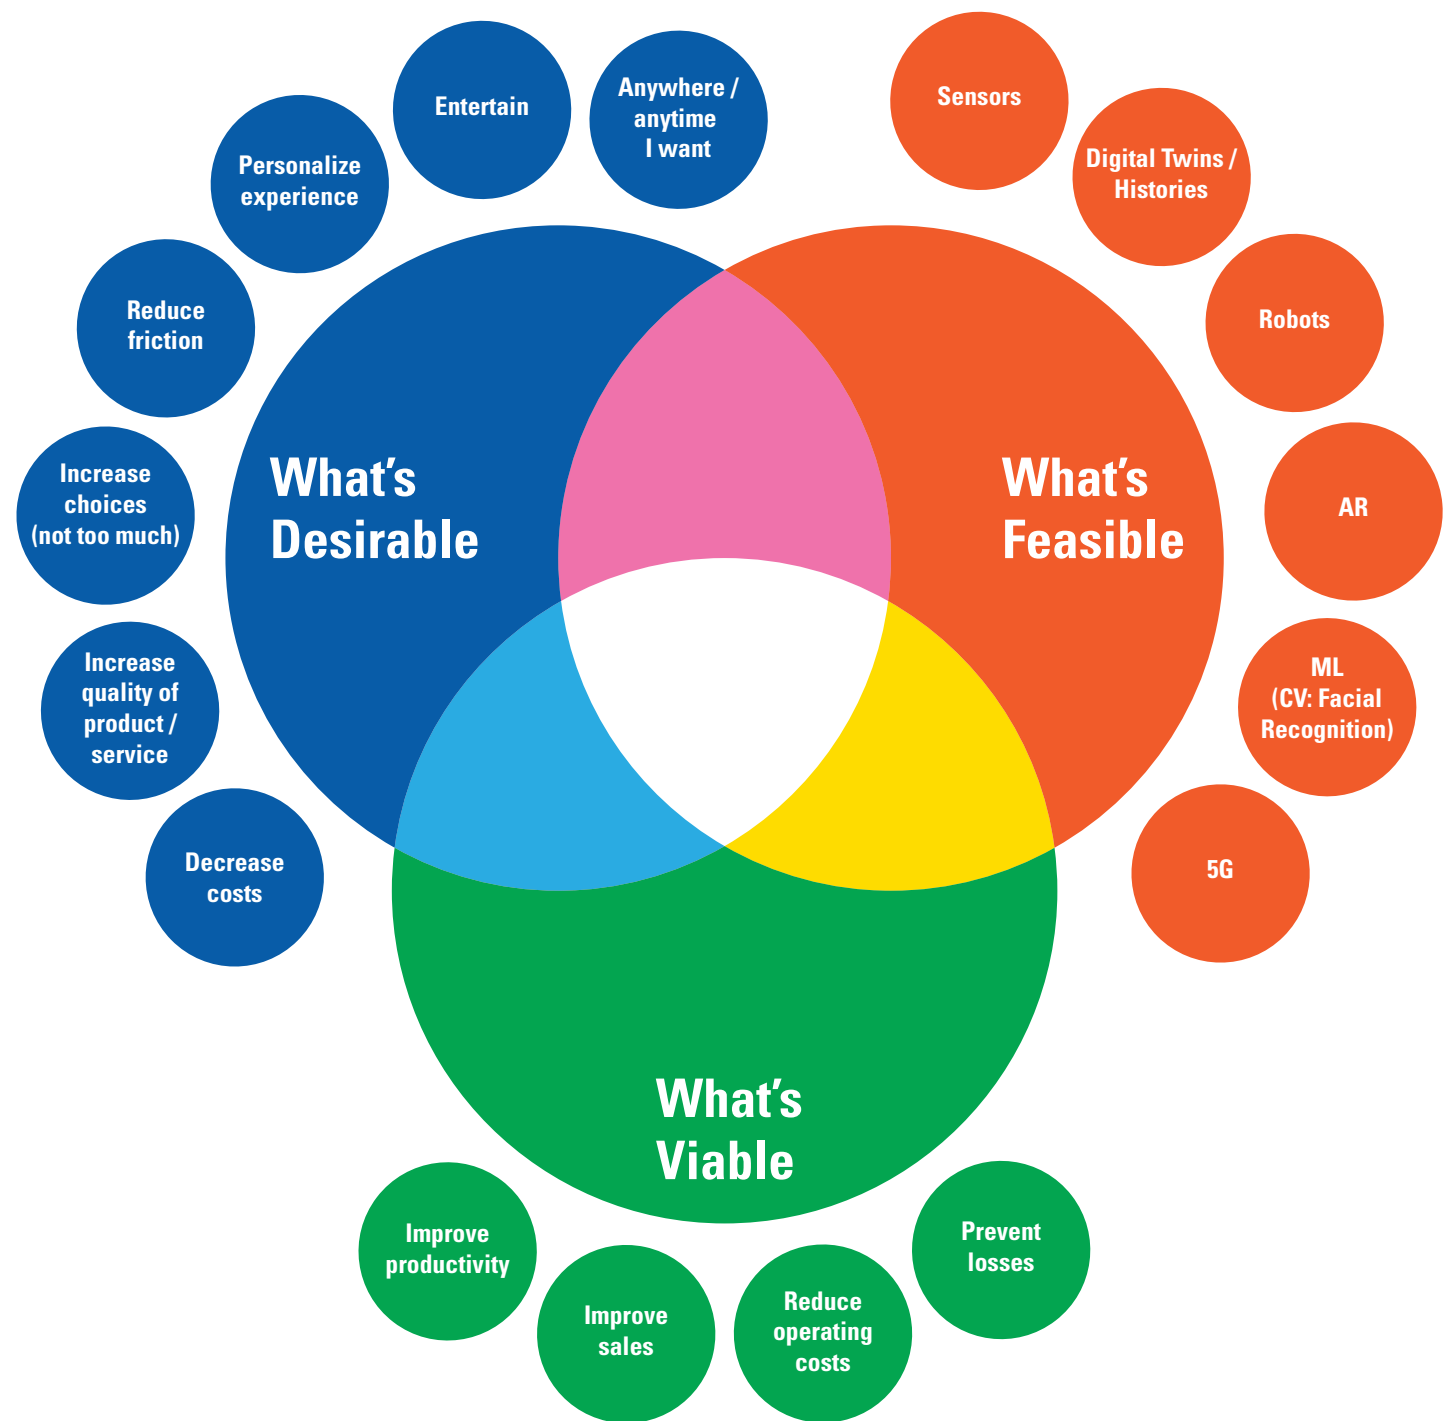 Entertain
Anywhere /
anytime
I want
Personalize
experience
Reduce
friction
Increase
choices
(not too much)
Increase
quality of
product /
service
Decrease
costs
Sensors
Digital Twins /
Histories
Robots
AR
ML
(CV: Facial
Recognition)
5G
What's
Desirable
What's
Feasible
What's
Viable
Improve
productivity
Improve
sales
Reduce
operating
costs
Prevent
losses